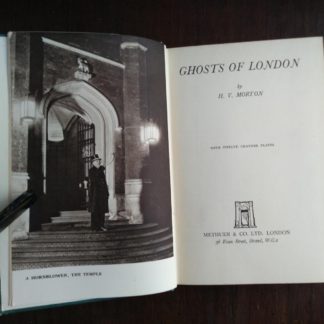 A HORNBLOWER, THE TEMPLE
GHOSTS OF LONDON
by
H. V. MORTON
WITH TWELVE GRAVURE PLATES
METHUEN & CO. LTD. LONDON
36 Essex Street, Strand, W.C.2